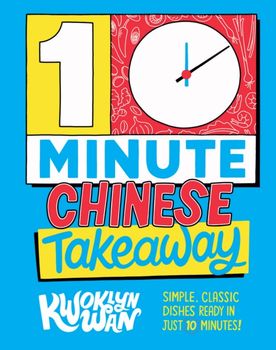 10
MINUTE
CHINESE
Takeaway
KWOKLYN
WAN
SIMPLE, CLASSIC
DISHES READY IN
JUST 10 MINUTES!